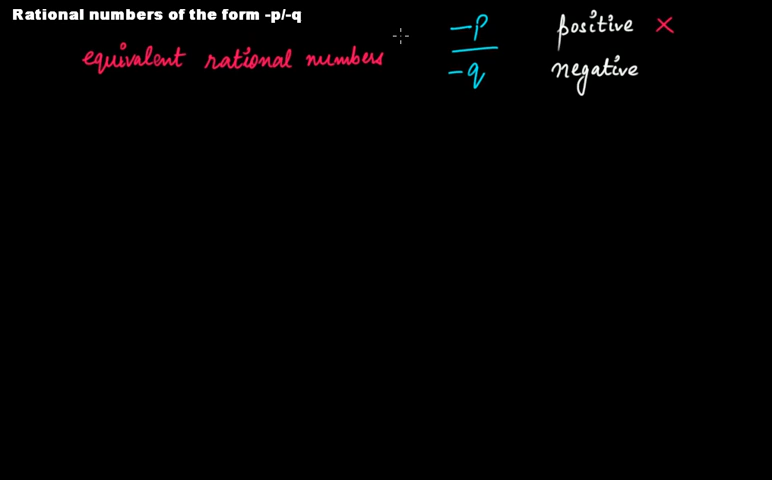 Rational numbers of the form -p/-q
equivalent rational numbers
-p
-q
positive ×
negative